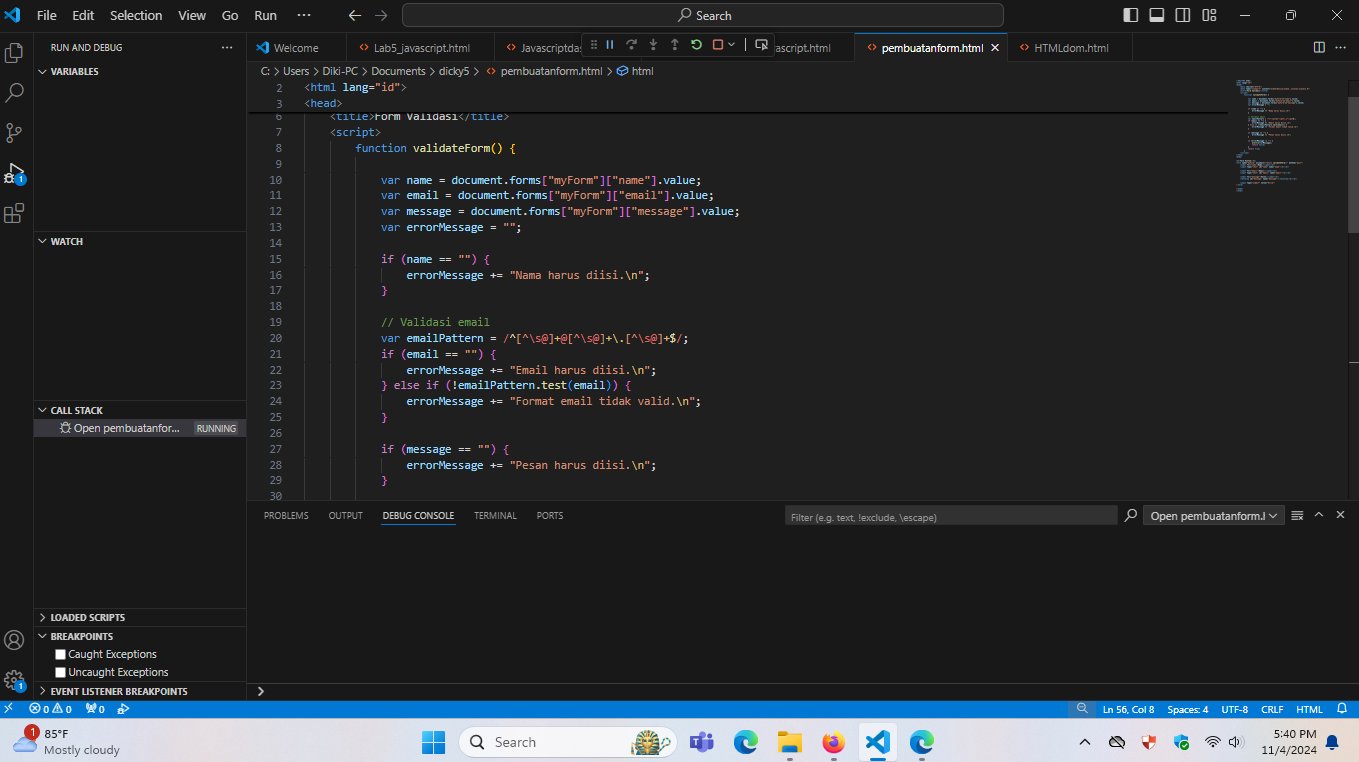 File Edit Selection View Go Run ··· Search
RUN AND DEBUG ···
Welcome Lab5_javascript.html Javascriptdas ascript.html pembuatanform.html HTMLdom.html ···
C: > Users > Diki-PC > Documents > dicky5 > pembuatanform.html > html
VARIABLES
WATCH
CALL STACK
Open pembuatanfor... RUNNING
LOADED SCRIPTS
BREAKPOINTS
Caught Exceptions
Uncaught Exceptions
EVENT LISTENER BREAKPOINTS
1
1
2 <html lang="id">
3 <head>
6 <title>Form Validasi</title>
7 <script>
8 function validateForm() {
9
10 var name = document.forms["myForm"]["name"].value;
11 var email = document.forms["myForm"]["email"].value;
12 var message = document.forms["myForm"]["message"].value;
13 var errorMessage = "";
14
15 if (name == "") {
16 errorMessage += "Nama harus diisi.\n";
17 }
18
19 // Validasi email
20 var emailPattern = /^[^\s@]+@[^\s@]+\.[^\s@]+$/;
21 if (email == "") {
22 errorMessage += "Email harus diisi.\n";
23 } else if (!emailPattern.test(email)) {
24 errorMessage += "Format email tidak valid.\n";
25 }
26
27 if (message == "") {
28 errorMessage += "Pesan harus diisi.\n";
29 }
30
PROBLEMS OUTPUT DEBUG CONSOLE TERMINAL PORTS Filter (e.g. text, !exclude, \escape) Open pembuatanform.l
>
0 0 0 Ln 56, Col 8 Spaces: 4 UTF-8 CRLF HTML
1 85°F
Mostly cloudy
Search
5:40 PM
11/4/2024